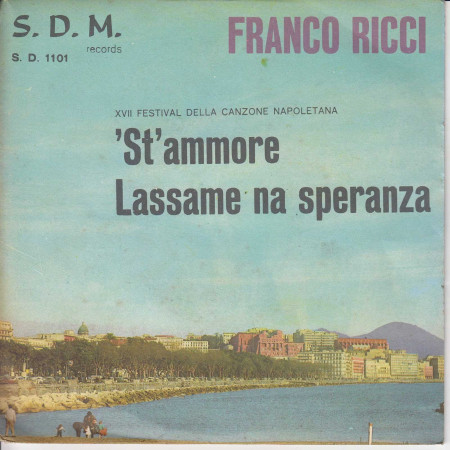 S. D. M.
records
S. D. 1101
FRANCO RICCI
XVII FESTIVAL DELLA CANZONE NAPOLETANA
'St'ammore
Lassame na speranza